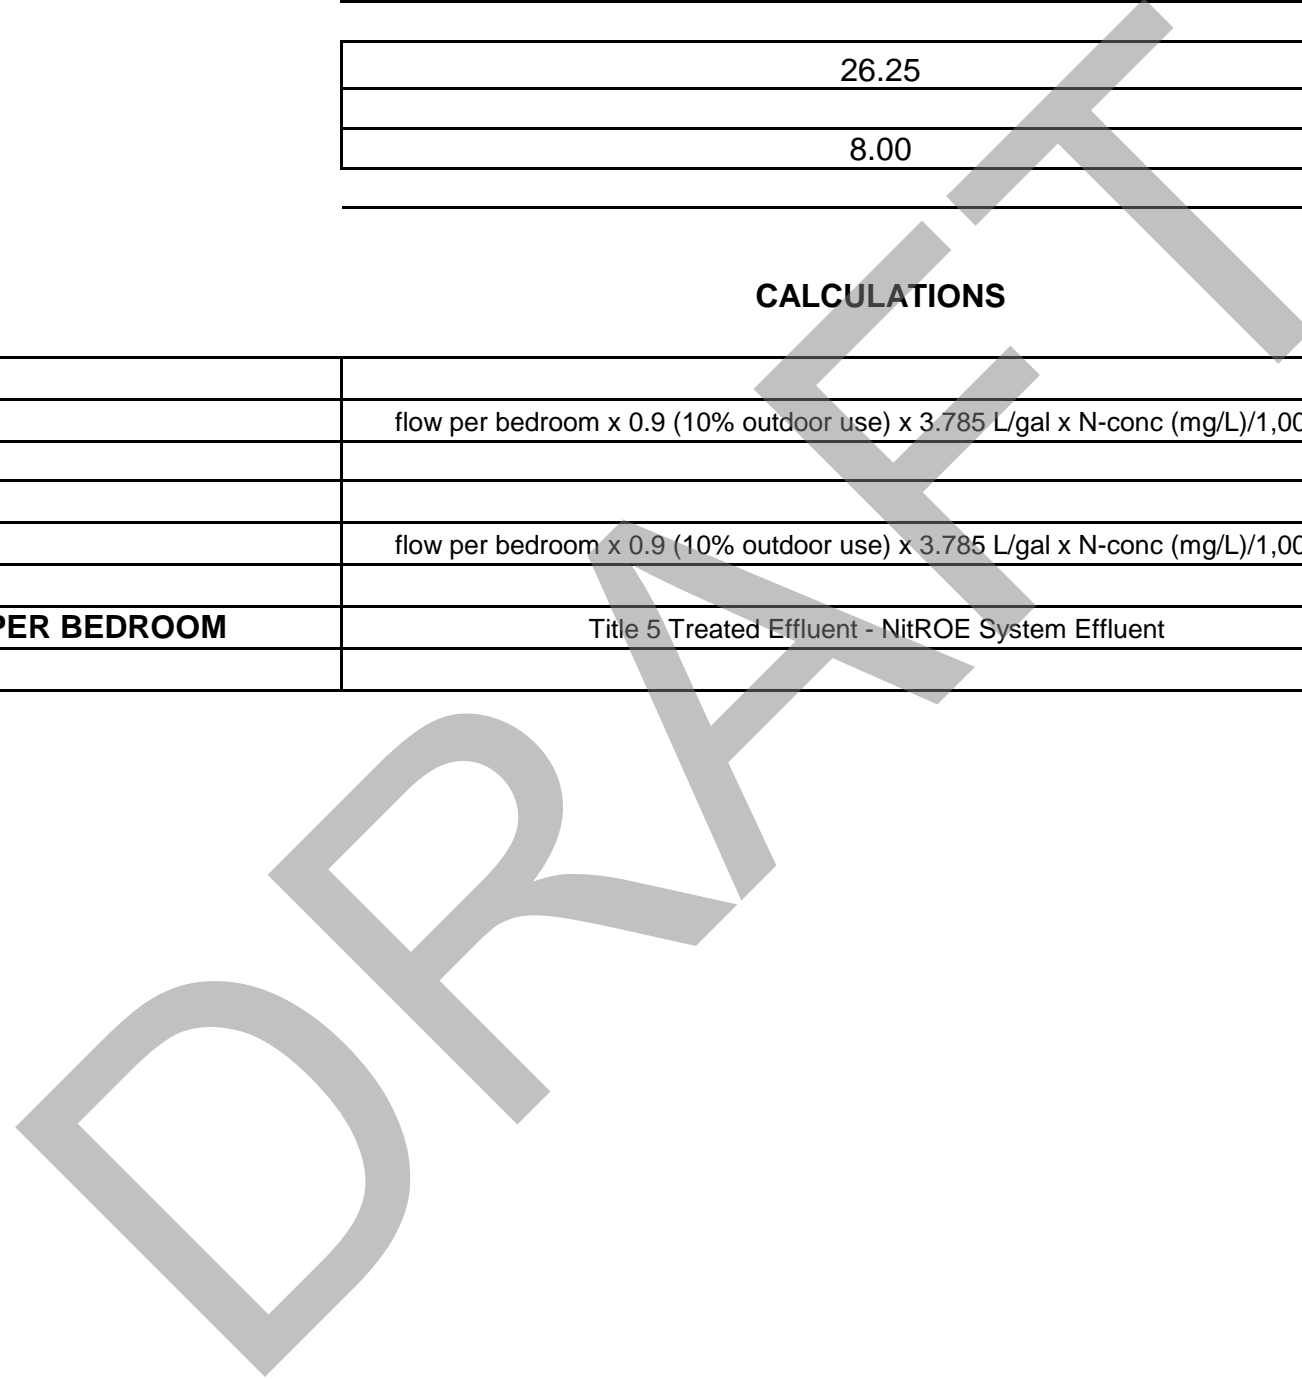 26.25
8.00
CALCULATIONS
flow per bedroom x 0.9 (10% outdoor use) x 3.785 L/gal x N-conc (mg/L)/1,00
flow per bedroom x 0.9 (10% outdoor use) x 3.785 L/gal x N-conc (mg/L)/1,00
PER BEDROOM Title 5 Treated Effluent - NitROE System Effluent
DRAFT